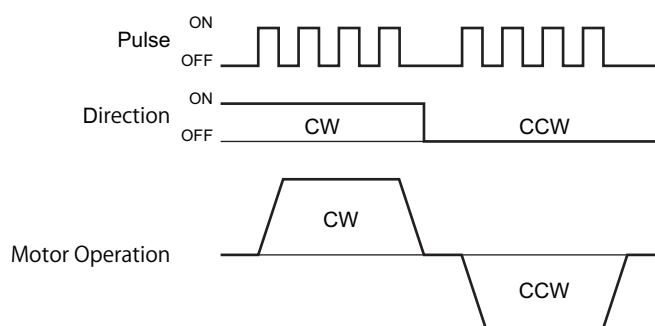 ON
Pulse
OFF
ON
Direction
OFF
CW
CCW
CW
Motor Operation
CCW